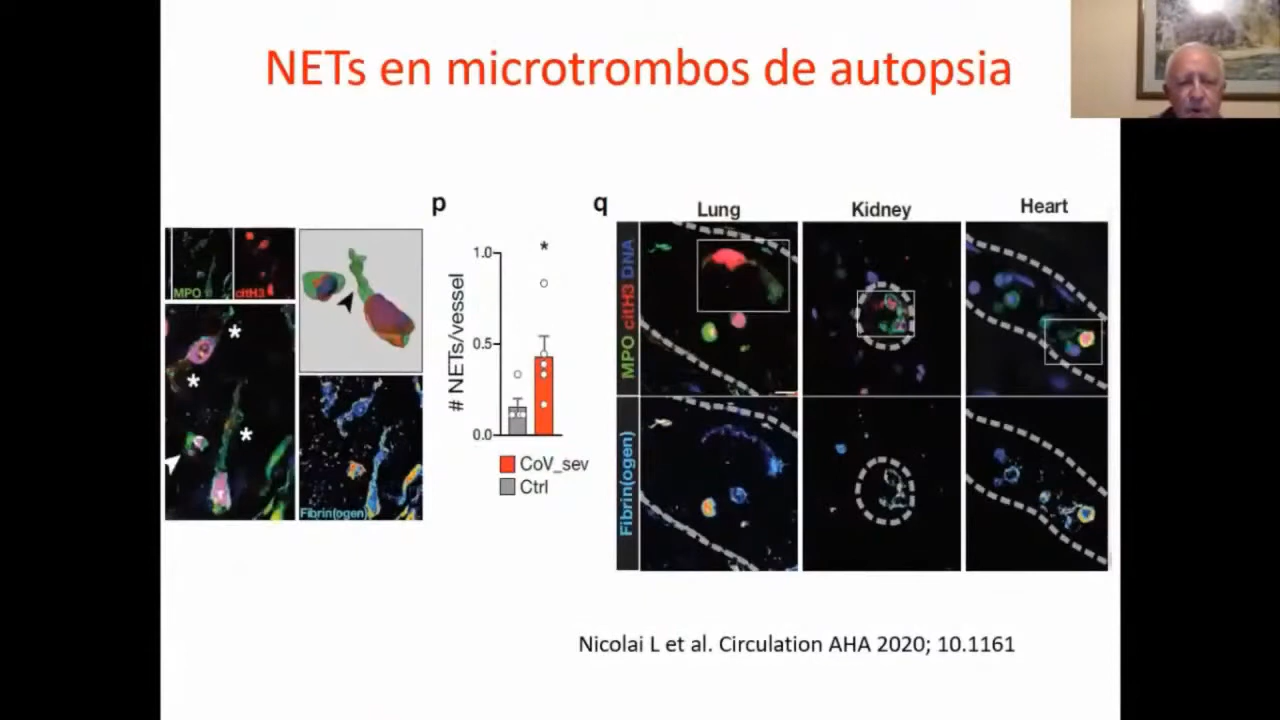 NETs en microtrombos de autopsia
p
q
Lung
Kidney
Heart
MPO
citH3
Fibrin(ogen)
# NETs/vessel
1.0
0.5
0.0
*
CoV_sev
Ctrl
MPO citH3 DNA
Fibrin(ogen)
Nicolai L et al. Circulation AHA 2020; 10.1161